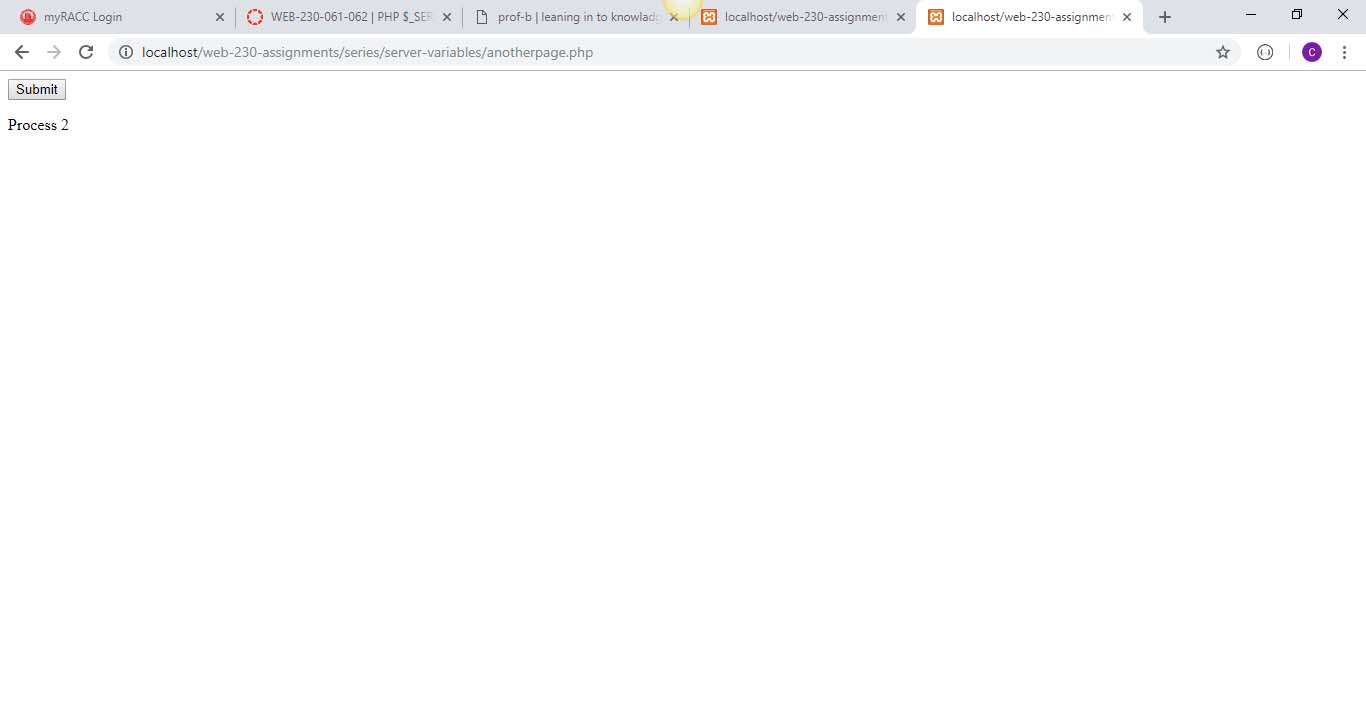 myRACC Login
WEB-230-061-062 | PHP $_SER
prof-b | leaning in to knowladg
localhost/web-230-assignment
localhost/web-230-assignment
localhost/web-230-assignments/series/server-variables/anotherpage.php
C
Submit
Process 2